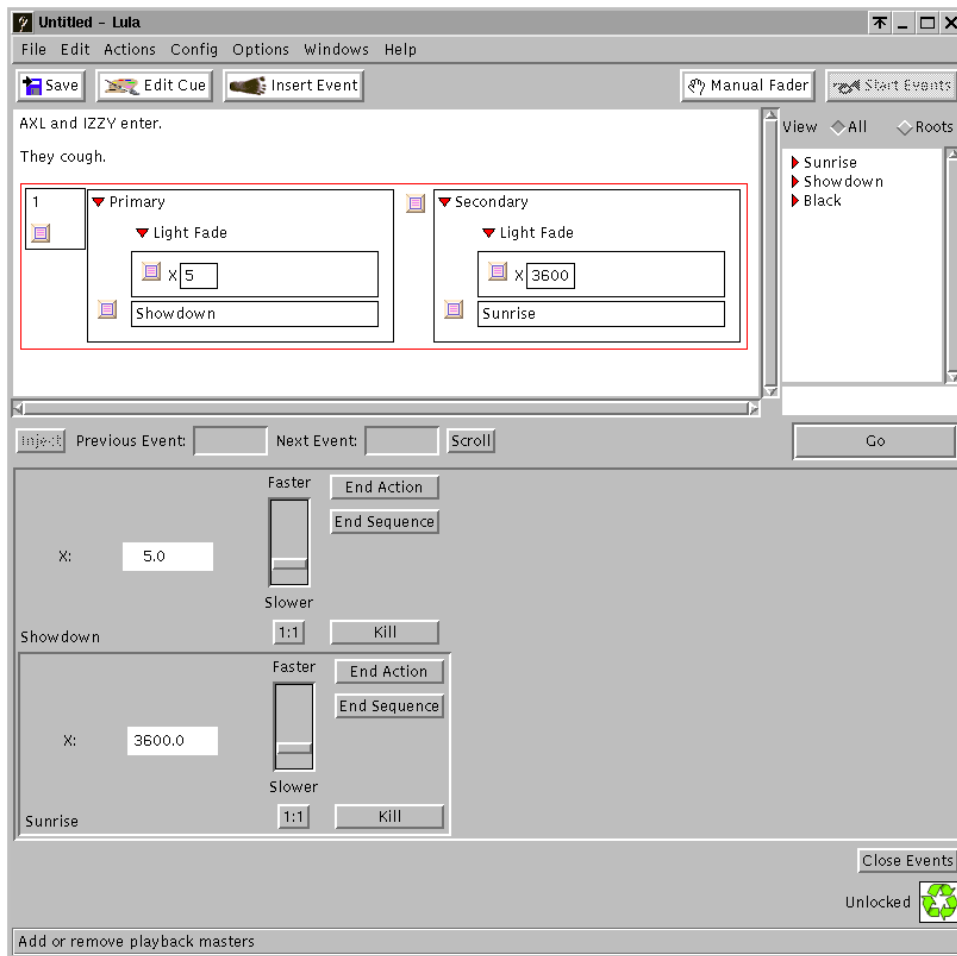 Untitled - Lula
File Edit Actions Config Options Windows Help
Save Edit Cue Insert Event Manual Fader Start Events
AXL and IZZY enter.
They cough.
View All Roots
Sunrise
Showdown
Black
1 Primary Secondary
Light Fade Light Fade
X 5 X 3600
Showdown Sunrise
Inject Previous Event: Next Event: Scroll Go
Faster End Action
End Sequence
X: 5.0
Slower
Showdown 1:1 Kill
Faster End Action
End Sequence
X: 3600.0
Slower
Sunrise 1:1 Kill
Close Events
Unlocked
Add or remove playback masters